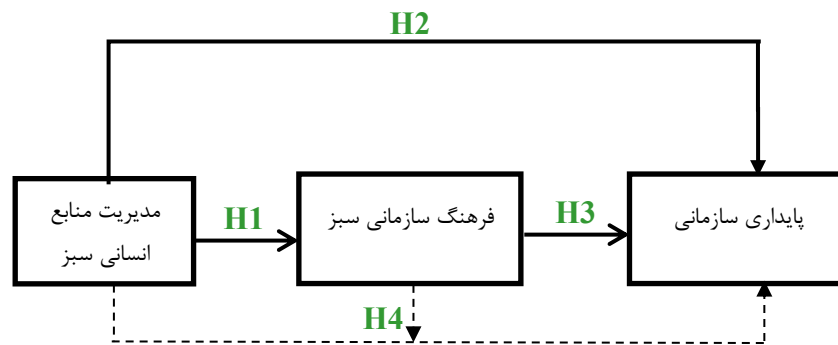 H2
مدیریت منابع
انسانی سبز
H1
فرهنگ سازمانی سبز
H3
پایداری سازمانی
H4